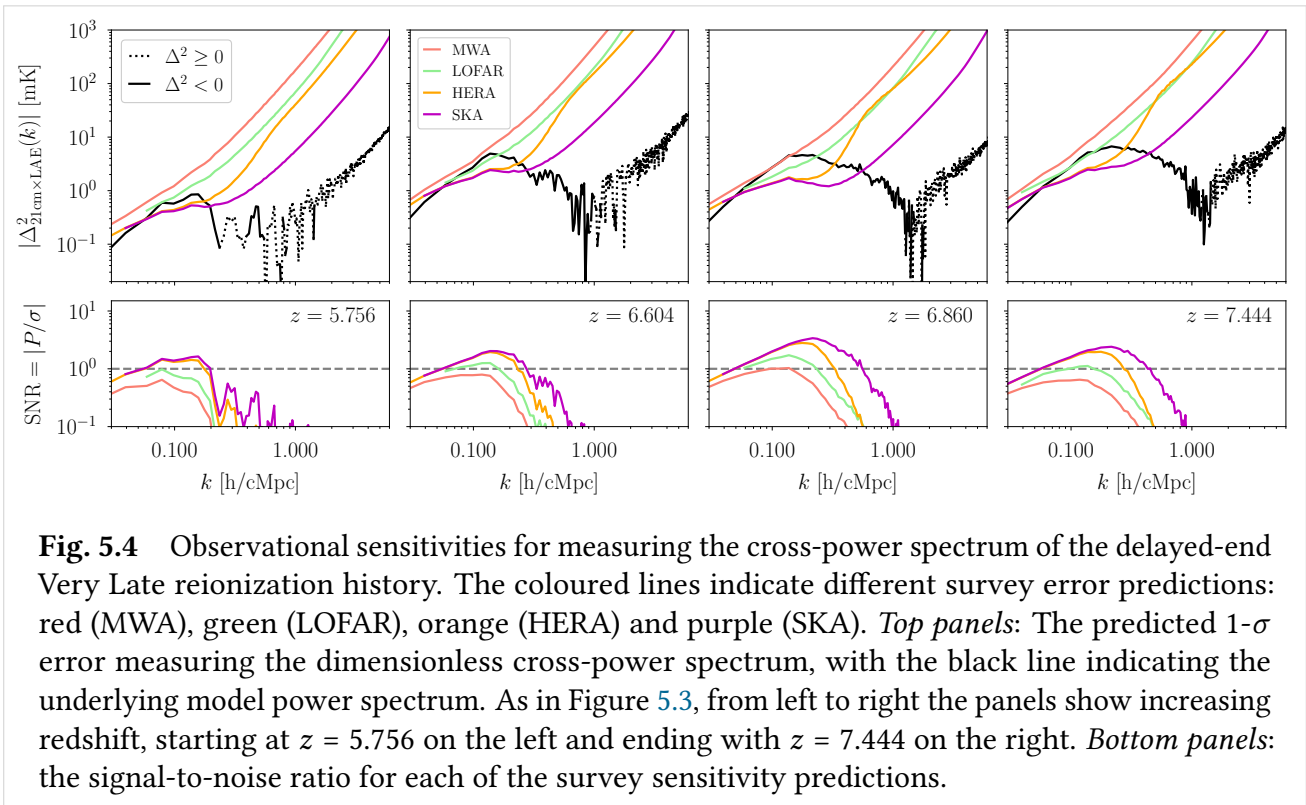 10³
10²
10¹
10⁰
10⁻¹
|Δ²₂₁cm×LAE(k)| [mK]
Δ² ≥ 0
Δ² < 0
MWA
LOFAR
HERA
SKA
10¹
10⁰
10⁻¹
SNR = |P/σ|
z = 5.756
z = 6.604
z = 6.860
z = 7.444
0.100 1.000 0.100 1.000 0.100 1.000 0.100 1.000
k [h/cMpc] k [h/cMpc] k [h/cMpc] k [h/cMpc]
Fig. 5.4 Observational sensitivities for measuring the cross-power spectrum of the delayed-end
Very Late reionization history. The coloured lines indicate different survey error predictions:
red (MWA), green (LOFAR), orange (HERA) and purple (SKA). Top panels: The predicted 1-σ
error measuring the dimensionless cross-power spectrum, with the black line indicating the
underlying model power spectrum. As in Figure 5.3, from left to right the panels show increasing
redshift, starting at z = 5.756 on the left and ending with z = 7.444 on the right. Bottom panels:
the signal-to-noise ratio for each of the survey sensitivity predictions.